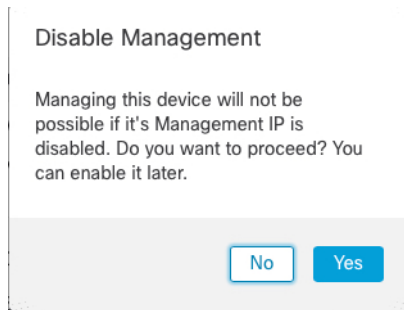 Disable Management
Managing this device will not be
possible if it's Management IP is
disabled. Do you want to proceed? You
can enable it later.
No
Yes